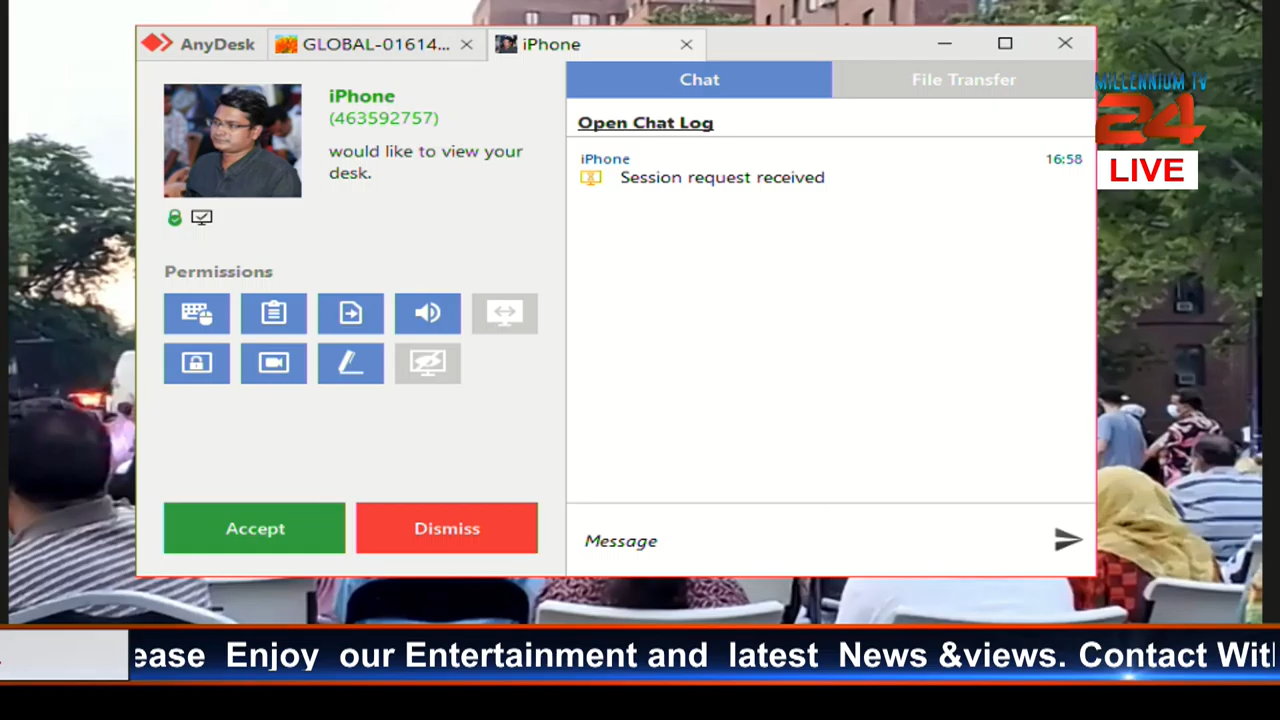 AnyDesk
GLOBAL-01614...
iPhone
iPhone
(463592757)
would like to view your
desk.
Permissions
Accept
Dismiss
Chat
File Transfer
Open Chat Log
iPhone
16:58
Session request received
Message
MILLENNIUM TV
24
LIVE
ease Enjoy our Entertainment and latest News &views. Contact With